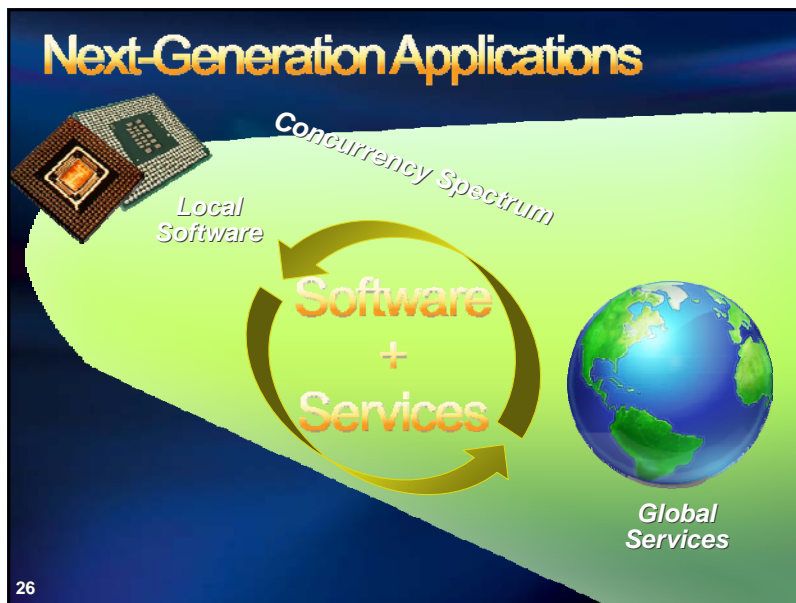 Next-Generation Applications
Concurrency Spectrum
Local
Software
Software
+
Services
Global
Services
26